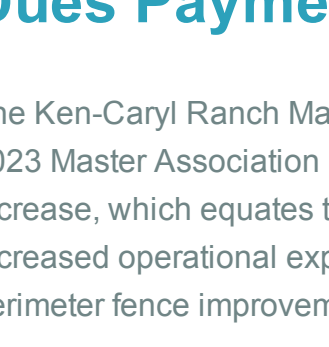 Dues Payme
he Ken-Caryl Ranch Ma
023 Master Association
crease, which equates t
creased operational exp
erimeter fence improvem